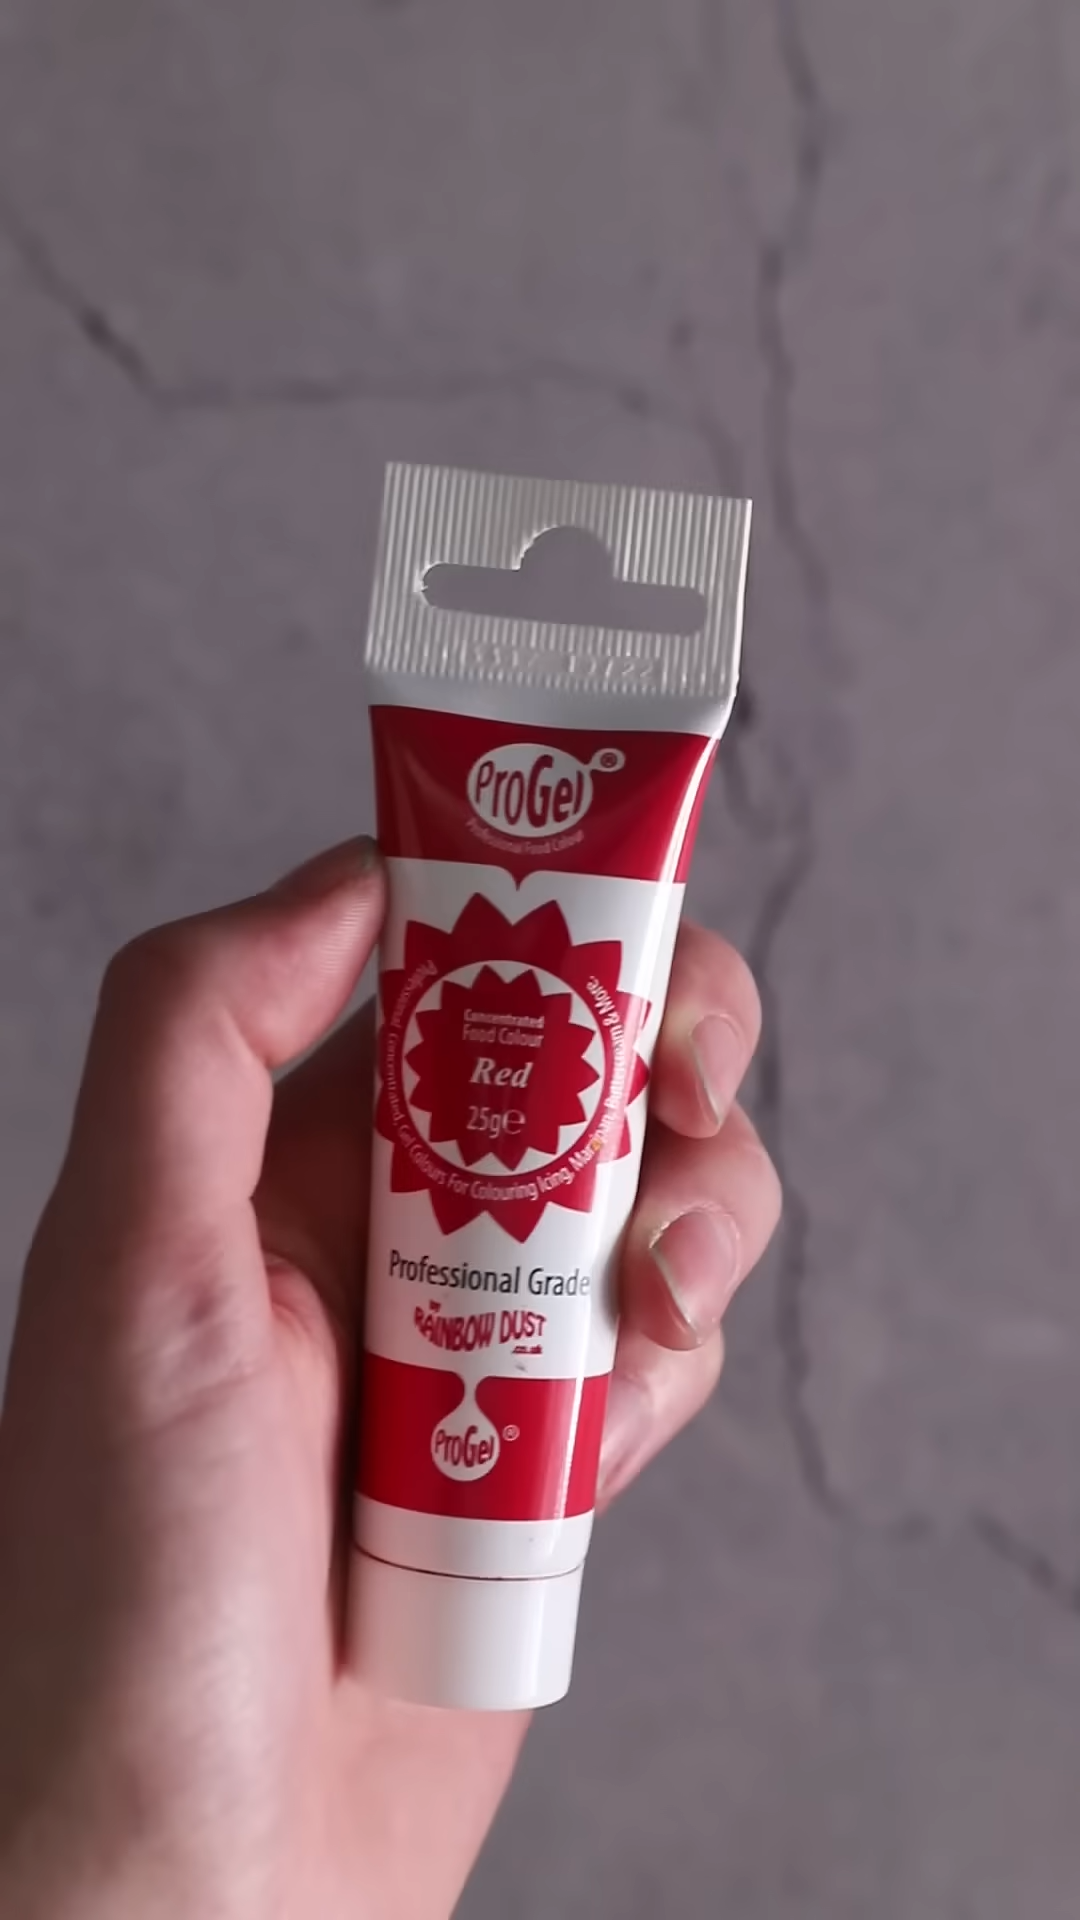 ProGel®
Professional Food Colour
Concentrated
Food Colour
Red
25g℮
Professional Concentrated, Gel Colours For Colouring Icing, Marzipan, Buttercream & More.
Professional Grade
by
RAINBOW DUST
.co.uk
ProGel®